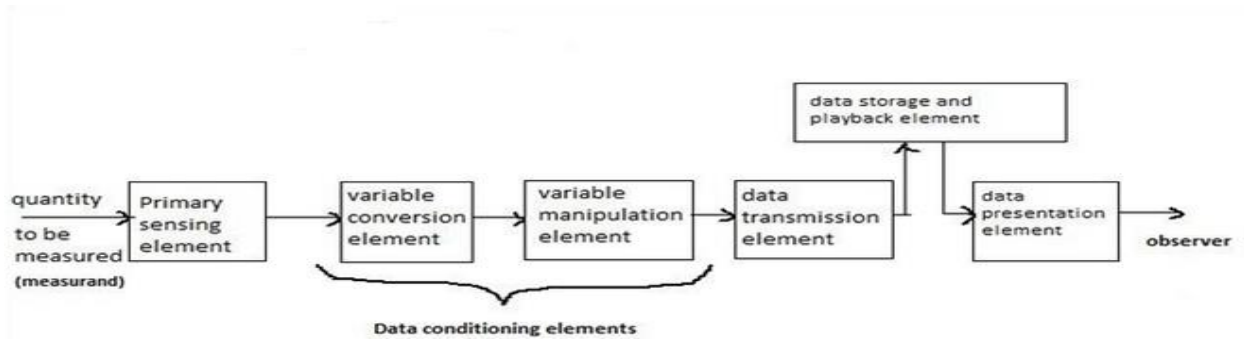 data storage and
playback element
quantity
to be
measured
(measurand)
Primary
sensing
element
variable
conversion
element
variable
manipulation
element
data
transmission
element
data
presentation
element
observer
Data conditioning elements